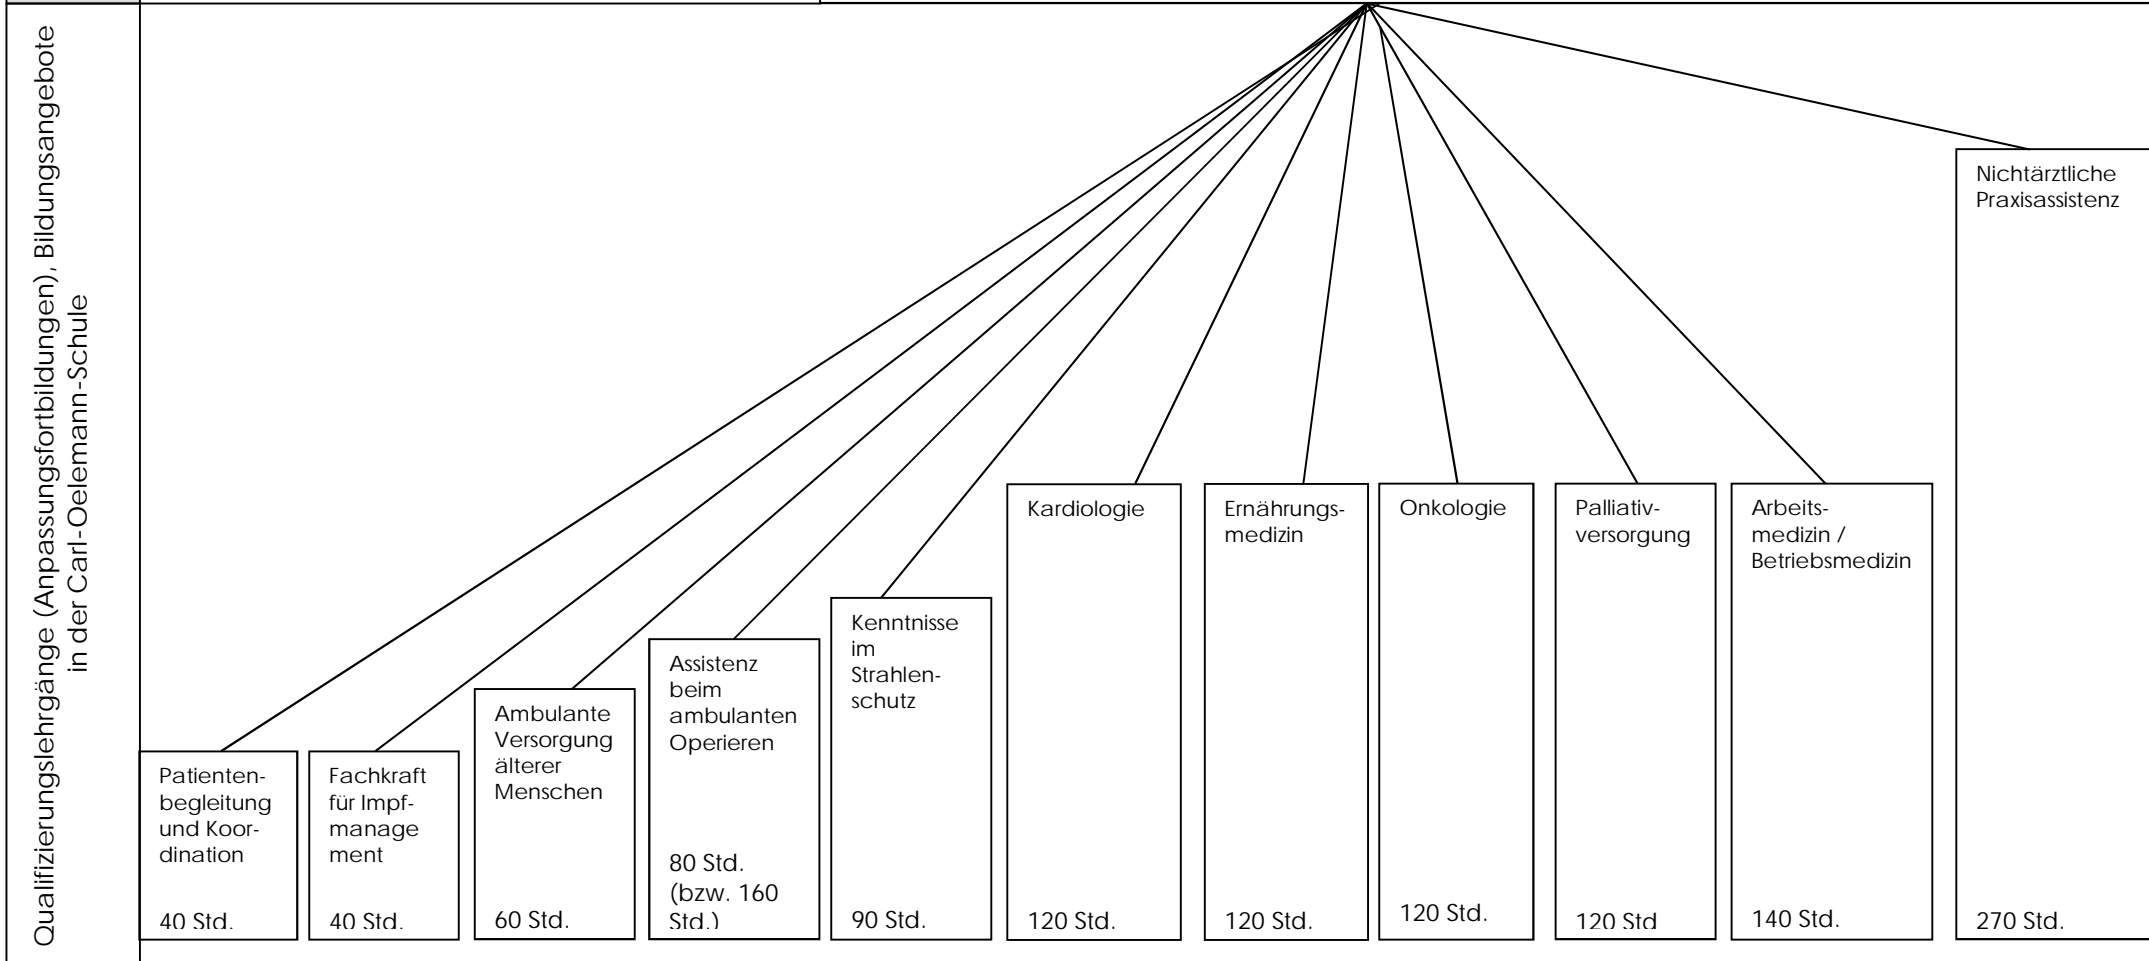 Qualifizierungslehrgänge (Anpassungsfortbildungen), Bildungsangebote
in der Carl-Oelemann-Schule
Patienten-
begleitung
und Koor-
dination
40 Std.
Fachkraft
für Impf-
manage
ment
40 Std.
Ambulante
Versorgung
älterer
Menschen
60 Std.
Assistenz
beim
ambulanten
Operieren
80 Std.
(bzw. 160
Std.)
Kenntnisse
im
Strahlen-
schutz
90 Std.
Kardiologie
120 Std.
Ernährungs-
medizin
120 Std.
Onkologie
120 Std.
Palliativ-
versorgung
120 Std
Arbeits-
medizin /
Betriebsmedizin
140 Std.
Nichtärztliche
Praxisassistenz
270 Std.